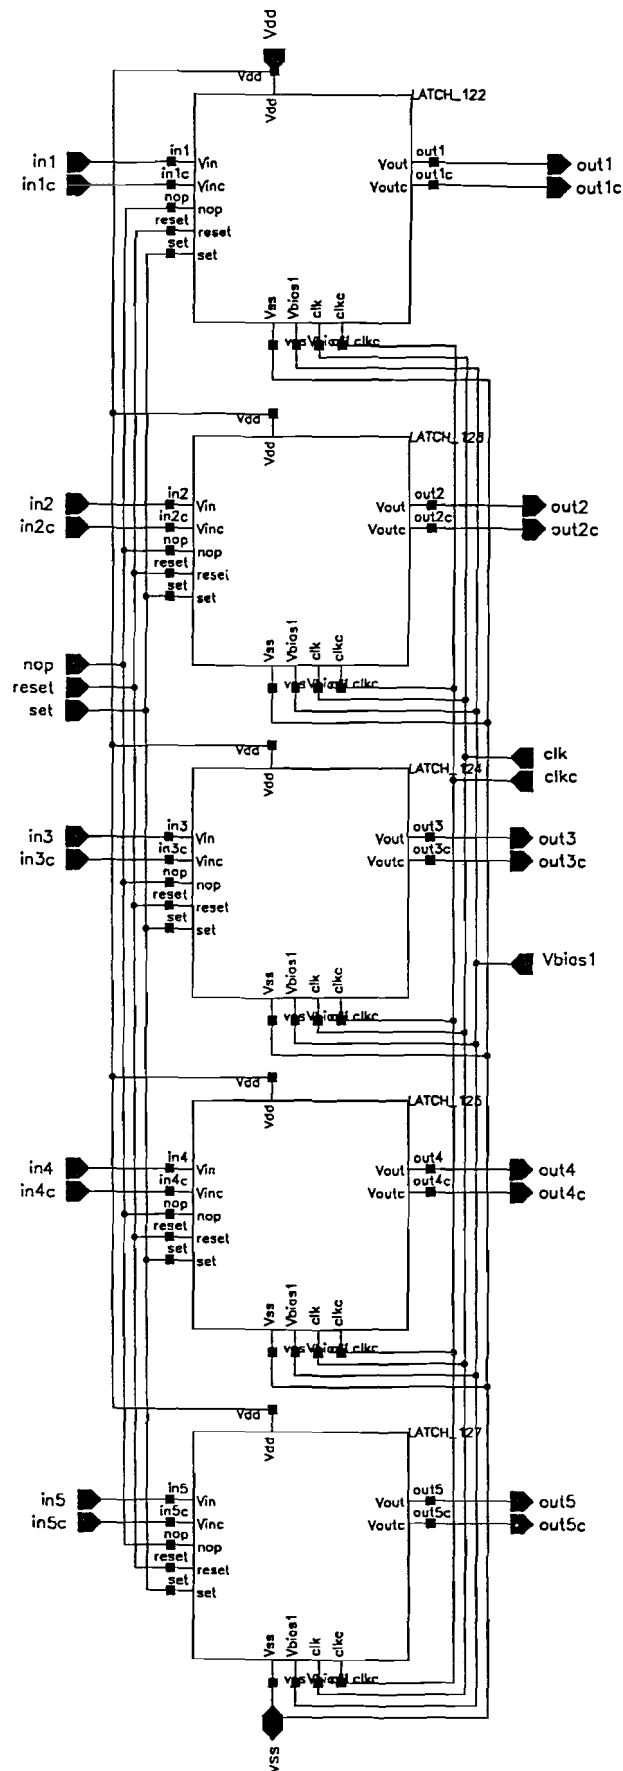 Vdd
Vdd
Vdd
LATCH_122
in1
in1
Vin
out1
Vout
out1
in1c
in1c
Vinc
out1c
Voutc
out1c
nop
nop
reset
reset
set
set
Vss
Vbias1
clk
clkc
clkc
Vdd
Vdd
in2
in2
Vin
out2
Vout
out2
in2c
in2c
Vinc
out2c
Voutc
out2c
nop
nop
reset
reset
set
set
Vss
Vbias1
clk
clkc
clkc
nop
reset
set
Vdd
Vdd
clk
clkc
LATCH_124
in3
in3
Vin
out3
Vout
out3
in3c
in3c
Vinc
out3c
Voutc
out3c
nop
nop
reset
reset
set
set
Vbias1
Vss
Vbias1
clk
clkc
clkc
Vdd
Vdd
LATCH_125
in4
in4
Vin
out4
Vout
out4
in4c
in4c
Vinc
out4c
Voutc
out4c
nop
nop
reset
reset
set
set
Vss
Vbias1
clk
clkc
clkc
Vdd
Vdd
LATCH_127
in5
in5
Vin
out5
Vout
out5
in5c
in5c
Vinc
out5c
Voutc
out5c
nop
nop
reset
reset
set
set
Vss
Vbias1
clk
clkc
clkc
vss